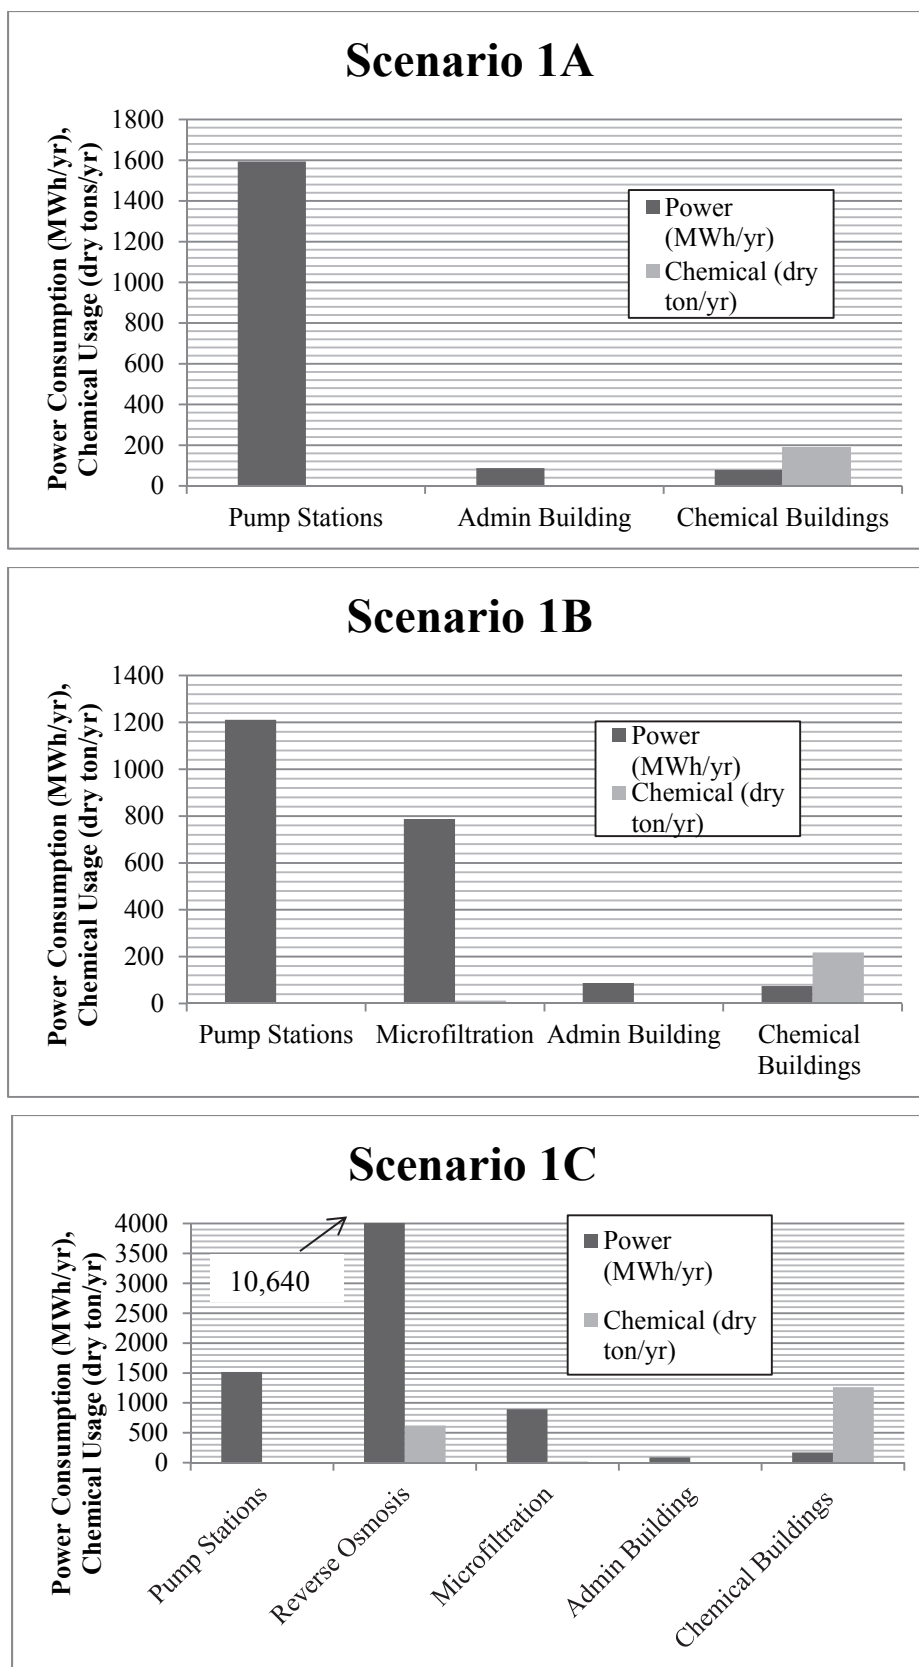 Scenario 1A
Power Consumption (MWh/yr),
Chemical Usage (dry tons/yr)
1800
1600
1400
1200
1000
800
600
400
200
0
Power
(MWh/yr)
Chemical (dry
ton/yr)
Pump Stations Admin Building Chemical Buildings
Scenario 1B
Power Consumption (MWh/yr),
Chemical Usage (dry ton/yr)
1400
1200
1000
800
600
400
200
0
Power
(MWh/yr)
Chemical (dry
ton/yr)
Pump Stations Microfiltration Admin Building Chemical
Buildings
Scenario 1C
Power Consumption (MWh/yr),
Chemical Usage (dry ton/yr)
4000
3500
3000
2500
2000
1500
1000
500
0
10,640
Power
(MWh/yr)
Chemical (dry
ton/yr)
Pump Stations
Reverse Osmosis
Microfiltration
Admin Building
Chemical Buildings